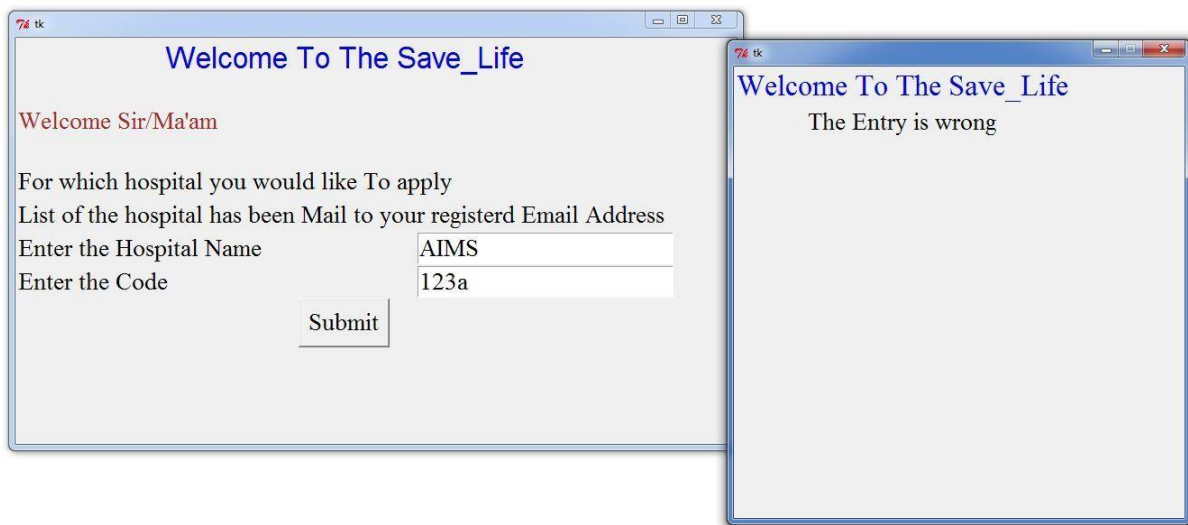 tk
Welcome To The Save_Life
Welcome Sir/Ma'am
For which hospital you would like To apply
List of the hospital has been Mail to your registerd Email Address
Enter the Hospital Name AIMS
Enter the Code 123a
Submit
tk
Welcome To The Save_Life
The Entry is wrong